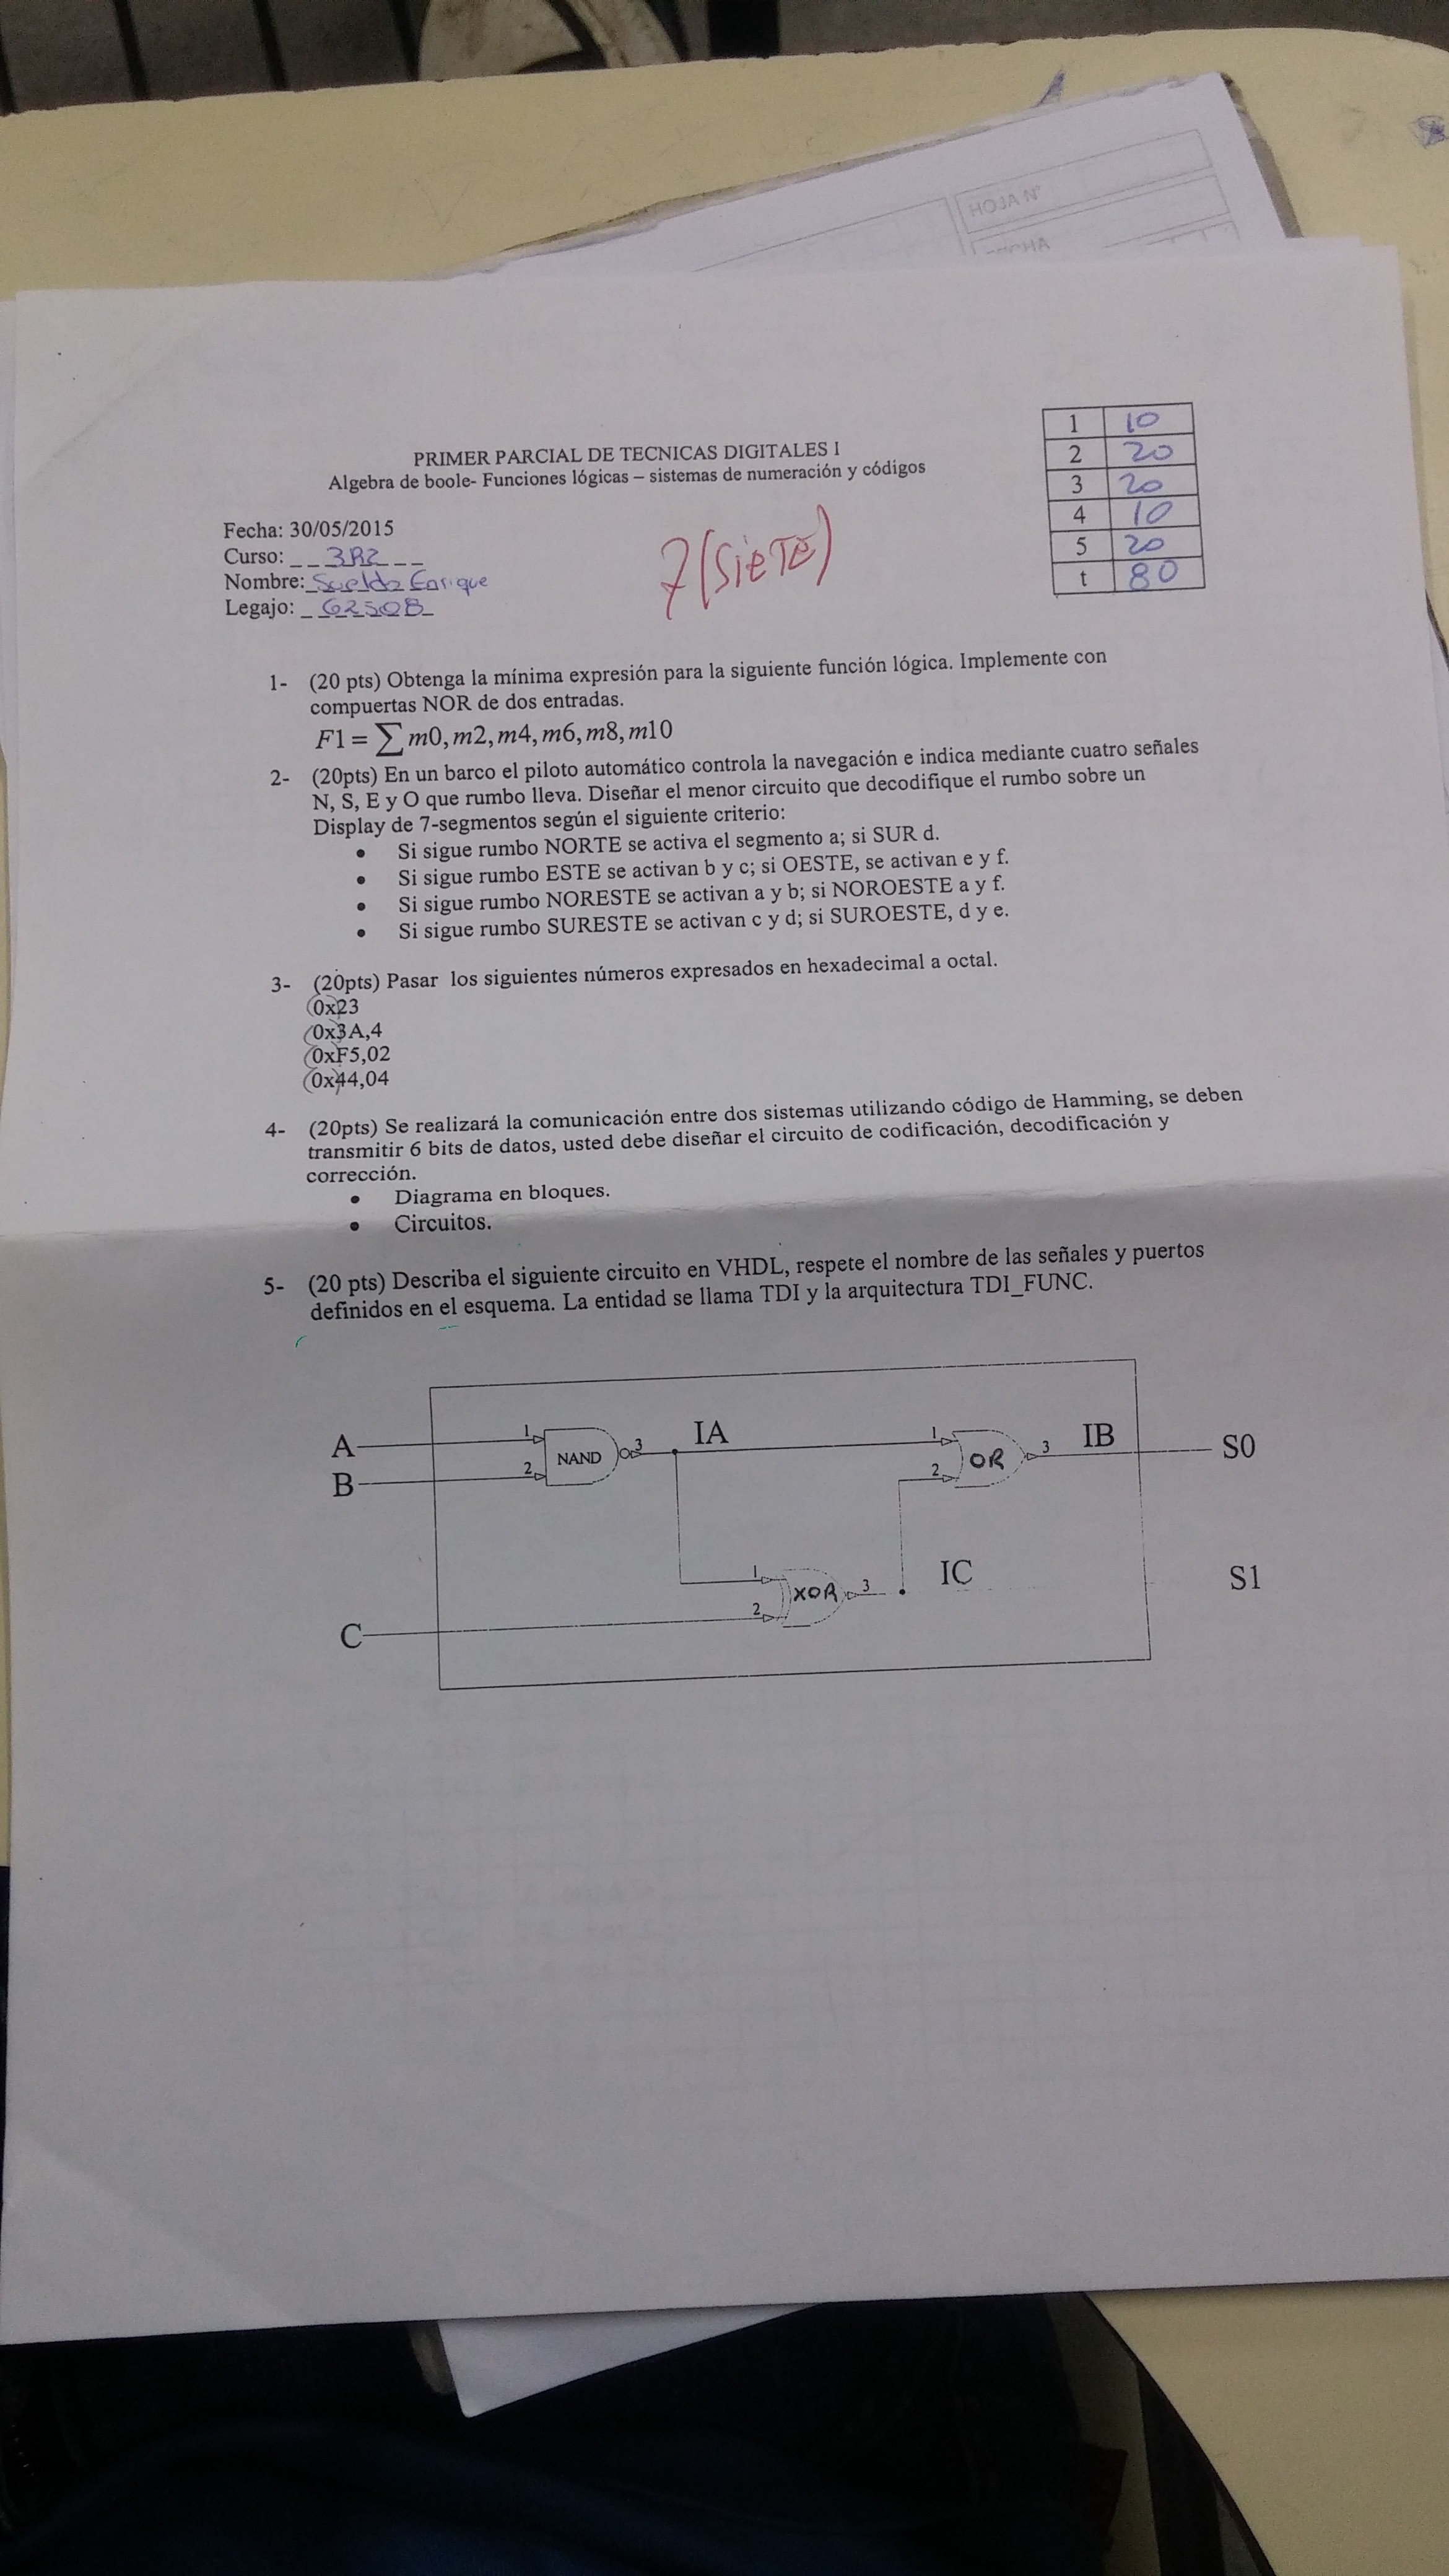 HOJA N°
PRIMER PARCIAL DE TECNICAS DIGITALES I
Algebra de boole- Funciones lógicas – sistemas de numeración y códigos
1 10
2 20
3 20
4 10
5 20
t 80
Fecha: 30/05/2015
Curso: _ _ 3R2 _ _ _
Nombre: Enrique
Legajo: _ 62508 _
7 (SieTE)
1- (20 pts) Obtenga la mínima expresión para la siguiente función lógica. Implemente con
compuertas NOR de dos entradas.
F1 = ∑ m0, m2, m4, m6, m8, m10
2- (20pts) En un barco el piloto automático controla la navegación e indica mediante cuatro señales
N, S, E y O que rumbo lleva. Diseñar el menor circuito que decodifique el rumbo sobre un
Display de 7-segmentos según el siguiente criterio:
• Si sigue rumbo NORTE se activa el segmento a; si SUR d.
• Si sigue rumbo ESTE se activan b y c; si OESTE, se activan e y f.
• Si sigue rumbo NORESTE se activan a y b; si NOROESTE a y f.
• Si sigue rumbo SURESTE se activan c y d; si SUROESTE, d y e.
3- (20pts) Pasar los siguientes números expresados en hexadecimal a octal.
(0x)23
(0x)3A,4
(0x)F5,02
(0x)44,04
4- (20pts) Se realizará la comunicación entre dos sistemas utilizando código de Hamming, se deben
transmitir 6 bits de datos, usted debe diseñar el circuito de codificación, decodificación y
corrección.
• Diagrama en bloques.
• Circuitos.
5- (20 pts) Describa el siguiente circuito en VHDL, respete el nombre de las señales y puertos
definidos en el esquema. La entidad se llama TDI y la arquitectura TDI_FUNC.
A 1 NAND 3 IA 1 OR 3 IB S0
B 2 2
1 XOR 3 IC S1
C 2